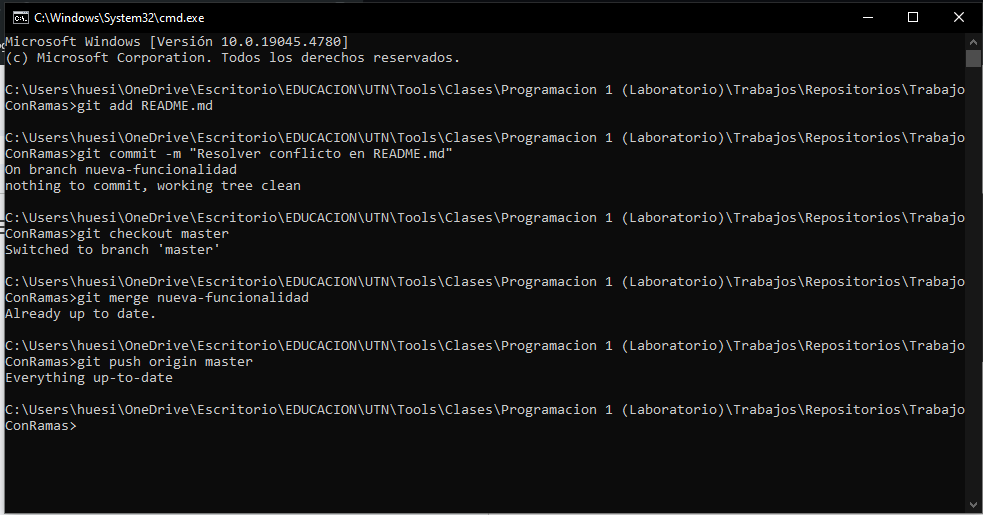 C:\Windows\System32\cmd.exe
Microsoft Windows [Versión 10.0.19045.4780]
(c) Microsoft Corporation. Todos los derechos reservados.
C:\Users\huesi\OneDrive\Escritorio\EDUCACION\UTN\Tools\Clases\Programacion 1 (Laboratorio)\Trabajos\Repositorios\Trabajo
ConRamas>git add README.md
C:\Users\huesi\OneDrive\Escritorio\EDUCACION\UTN\Tools\Clases\Programacion 1 (Laboratorio)\Trabajos\Repositorios\Trabajo
ConRamas>git commit -m "Resolver conflicto en README.md"
On branch nueva-funcionalidad
nothing to commit, working tree clean
C:\Users\huesi\OneDrive\Escritorio\EDUCACION\UTN\Tools\Clases\Programacion 1 (Laboratorio)\Trabajos\Repositorios\Trabajo
ConRamas>git checkout master
Switched to branch 'master'
C:\Users\huesi\OneDrive\Escritorio\EDUCACION\UTN\Tools\Clases\Programacion 1 (Laboratorio)\Trabajos\Repositorios\Trabajo
ConRamas>git merge nueva-funcionalidad
Already up to date.
C:\Users\huesi\OneDrive\Escritorio\EDUCACION\UTN\Tools\Clases\Programacion 1 (Laboratorio)\Trabajos\Repositorios\Trabajo
ConRamas>git push origin master
Everything up-to-date
C:\Users\huesi\OneDrive\Escritorio\EDUCACION\UTN\Tools\Clases\Programacion 1 (Laboratorio)\Trabajos\Repositorios\Trabajo
ConRamas>